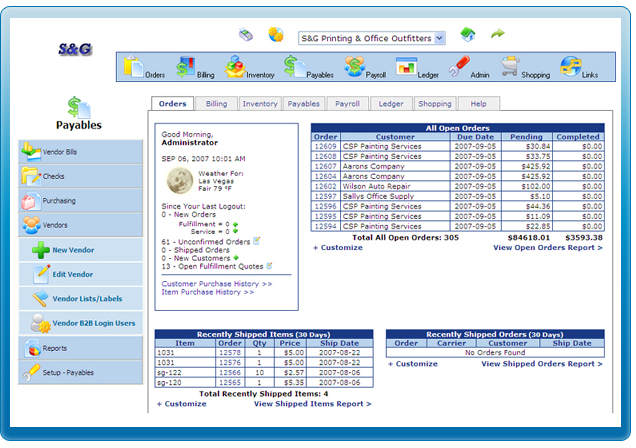 S&G
S&G Printing & Office Outfitters
Orders Billing Inventory Payables Payroll Ledger Admin Shopping Links
Payables
Vendor Bills
Checks
Purchasing
Vendors
New Vendor
Edit Vendor
Vendor Lists/Labels
Vendor B2B Login Users
Reports
Setup - Payables
Orders Billing Inventory Payables Payroll Ledger Shopping Help
Good Morning,
Administrator
SEP 06, 2007 10:01 AM
Weather For:
Las Vegas
Fair 79 °F
Since Your Last Logout:
0 - New Orders
Fulfillment = 0
Service = 0
61 - Unconfirmed Orders
0 - Shipped Orders
0 - New Customers
13 - Open Fulfillment Quotes
Customer Purchase History >>
Item Purchase History >>
All Open Orders
Order Customer Due Date Pending Completed
12609 CSP Painting Services 2007-09-05 $30.84 $0.00
12608 CSP Painting Services 2007-09-05 $33.75 $0.00
12607 Aarons Company 2007-09-05 $425.92 $0.00
12604 Aarons Company 2007-09-05 $425.92 $0.00
12602 Wilson Auto Repair 2007-09-05 $102.00 $0.00
12597 Sallys Office Supply 2007-09-05 $5.10 $0.00
12596 CSP Painting Services 2007-09-05 $44.36 $0.00
12595 CSP Painting Services 2007-09-05 $11.09 $0.00
12594 CSP Painting Services 2007-09-05 $22.85 $0.00
Total All Open Orders: 305 $84618.01 $3593.38
+ Customize View Open Orders Report >
Recently Shipped Items (30 Days)
Item Order Qty Price Ship Date
1031 12578 1 $5.00 2007-08-22
1031 12576 1 $5.00 2007-08-22
sg-122 12566 10 $2.57 2007-08-06
sg-120 12565 1 $5.35 2007-08-06
Total Recently Shipped Items: 4
+ Customize View Shipped Items Report >
Recently Shipped Orders (30 Days)
Order Carrier Customer Ship Date
No Orders Found
+ Customize View Shipped Orders Report >